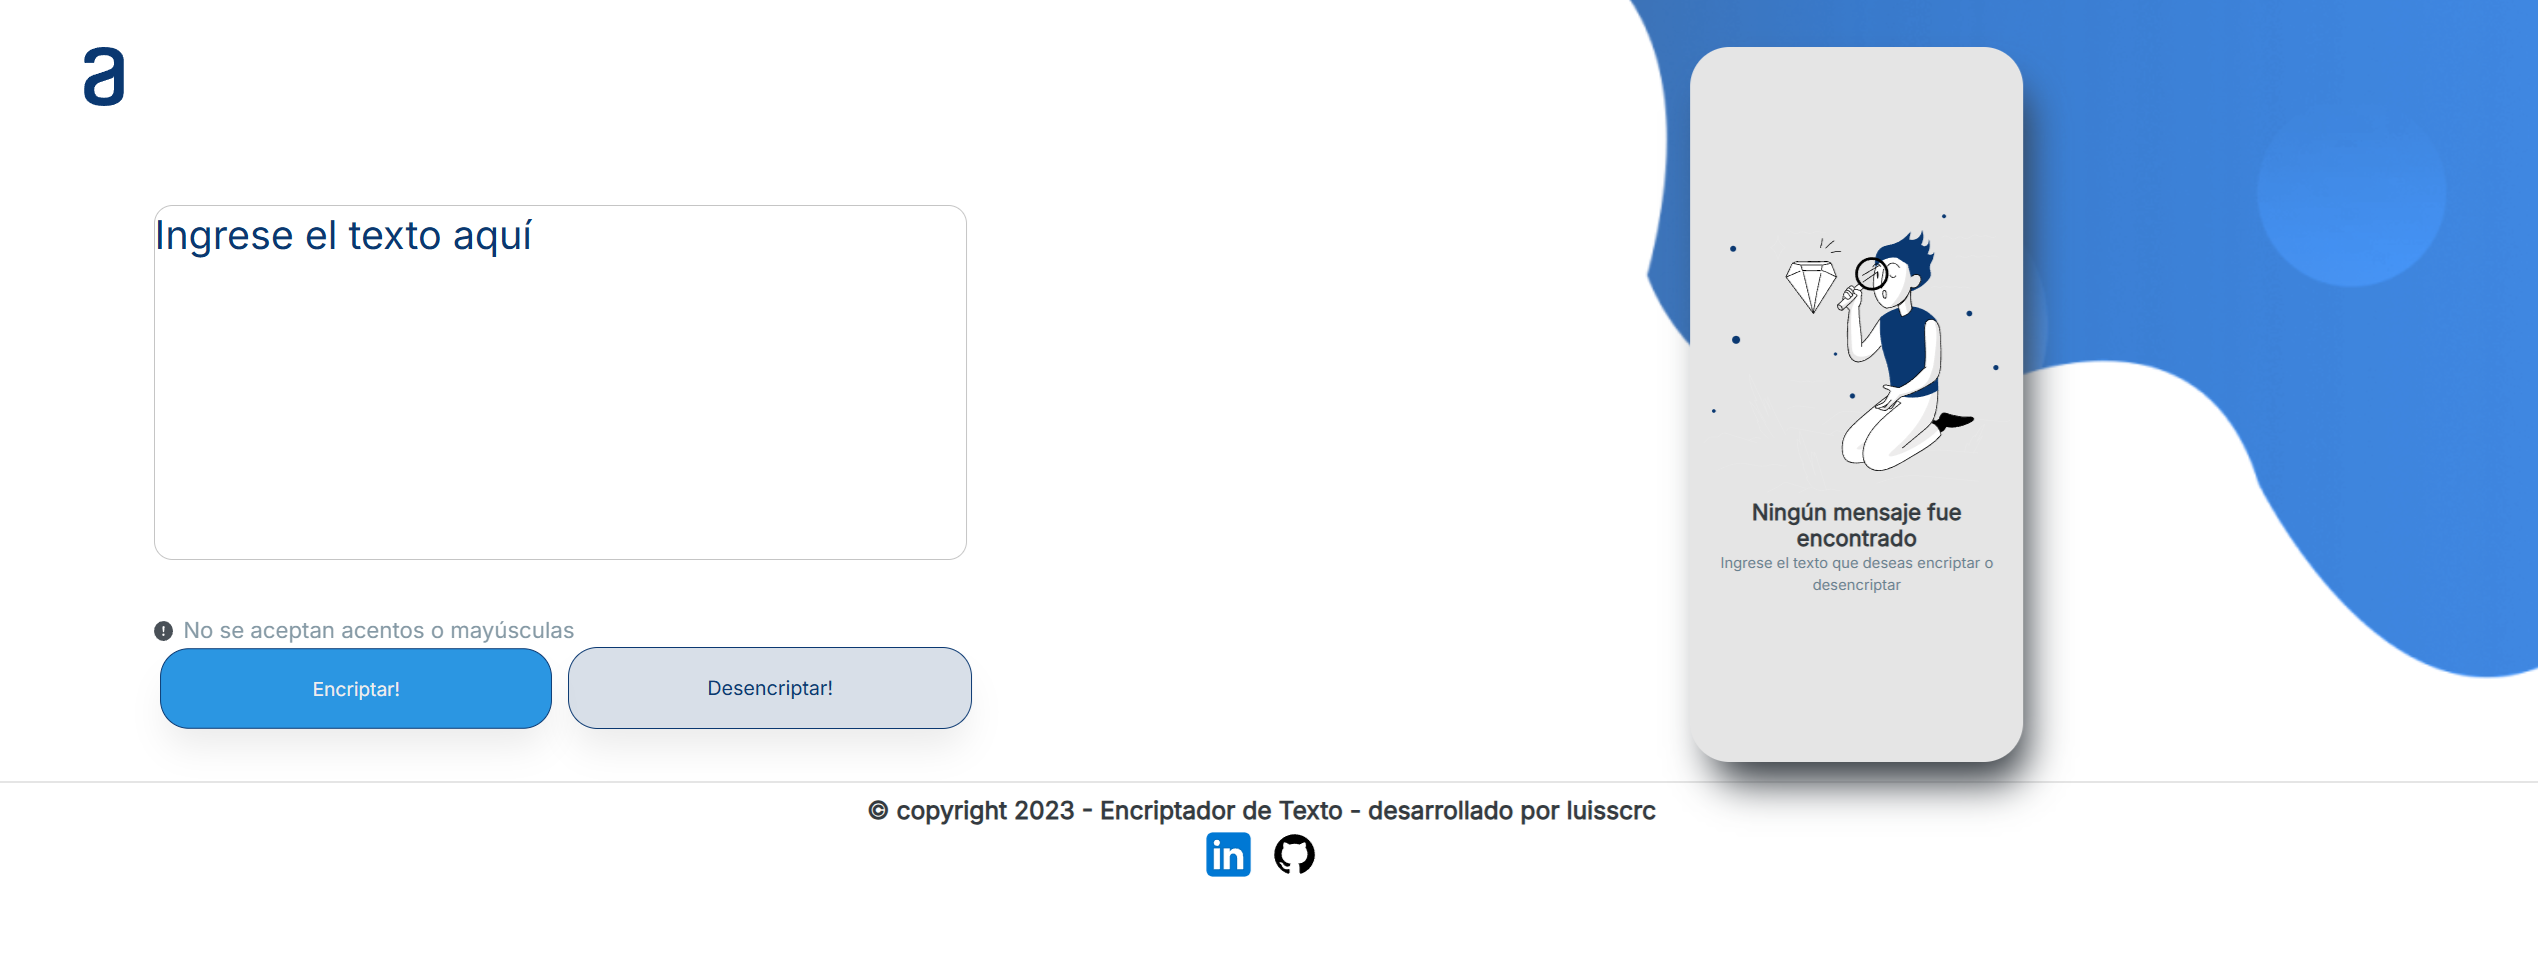 a
Ingrese el texto aquí
No se aceptan acentos o mayúsculas
Encriptar!
Desencriptar!
Ningún mensaje fue
encontrado
Ingrese el texto que deseas encriptar o
desencriptar
© copyright 2023 - Encriptador de Texto - desarrollado por luisscrc
in